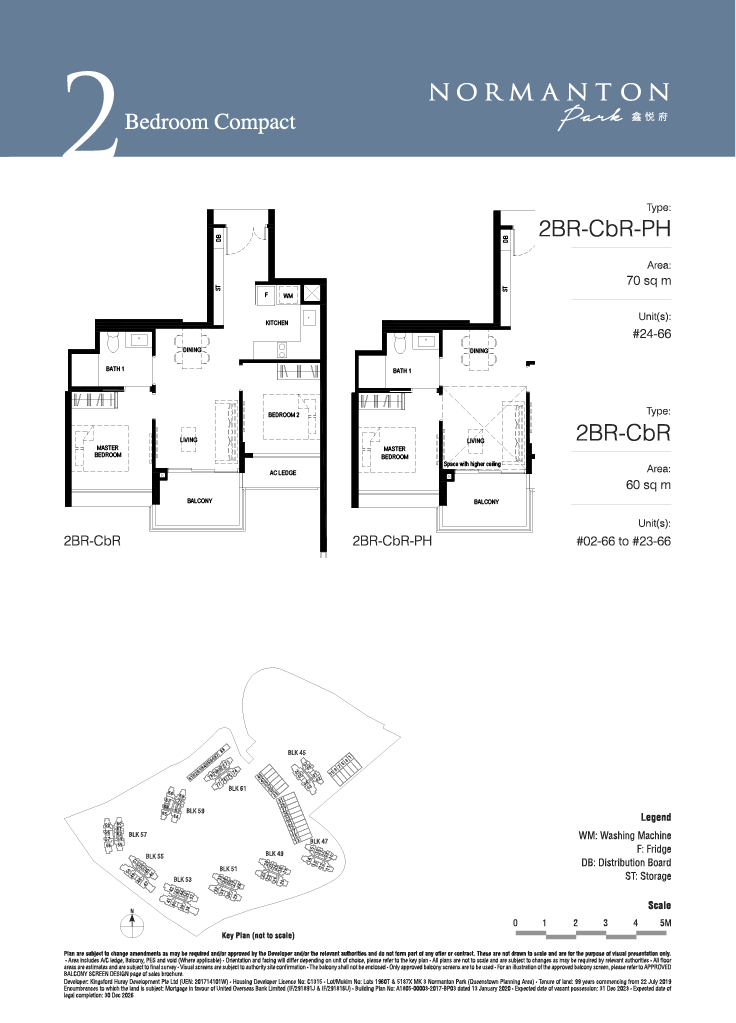 2
Bedroom Compact
NORMANTON
Park 鑫悦府
Type:
2BR-CbR-PH
Area:
70 sq m
Unit(s):
#24-66
Type:
2BR-CbR
Area:
60 sq m
Unit(s):
#02-66 to #23-66
DB
ST
F
WM
KITCHEN
DINING
BATH 1
BEDROOM 2
LIVING
MASTER
BEDROOM
AC LEDGE
BALCONY
2BR-CbR
DB
ST
DINING
BATH 1
LIVING
MASTER
BEDROOM
Space with higher ceiling
BALCONY
2BR-CbR-PH
BLK 45
BLK 61
BLK 59
BLK 57
BLK 47
BLK 49
BLK 55
BLK 51
BLK 53
N
Key Plan (not to scale)
Legend
WM: Washing Machine
F: Fridge
DB: Distribution Board
ST: Storage
Scale
0 1 2 3 4 5M
Plan are subject to change amendments as may be required and/or approved by the Developer and/or the relevant authorities and do not form part of any offer or contract. These are not drawn to scale and are for the purpose of visual presentation only.
- Area includes A/C ledge, Balcony, PES and void (Where applicable) - Orientation and facing will differ depending on unit of choice, please refer to the key plan - All plans are not to scale and are subject to changes as may be required by relevant authorities - All floor
areas are estimates and are subject to final survey - Visual screens are subject to authority site confirmation - The balcony shall not be enclosed - Only approved balcony screens are to be used - For an illustration of the approved balcony screen, please refer to APPROVED
BALCONY SCREEN DESIGN page of sales brochure.
Developer: Kingsford Huray Development Pte Ltd (UEN: 201714101W) - Housing Developer Licence No: C1315 - Lot/Mukim No: Lots 1960T & 5187X MK 3 Normanton Park (Queenstown Planning Area) - Tenure of land: 99 years commencing from 22 July 2019
Encumbrances to which the land is subject: Mortgage in favour of United Overseas Bank Limited (IF/291891J & IF/291816U) - Building Plan No: A1805-00003-2017-BP03 dated 13 January 2020 - Expected date of vacant possession: 31 Dec 2023 - Expected date of
legal completion: 30 Dec 2026